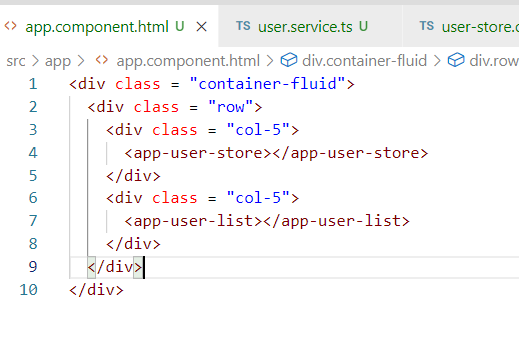 <> app.component.html U × TS user.service.ts U TS user-store.c
src > app > <> app.component.html > div.container-fluid > div.row
1 <div class = "container-fluid">
2 <div class = "row">
3 <div class = "col-5">
4 <app-user-store></app-user-store>
5 </div>
6 <div class = "col-5">
7 <app-user-list></app-user-list>
8 </div>
9 </div>
10 </div>